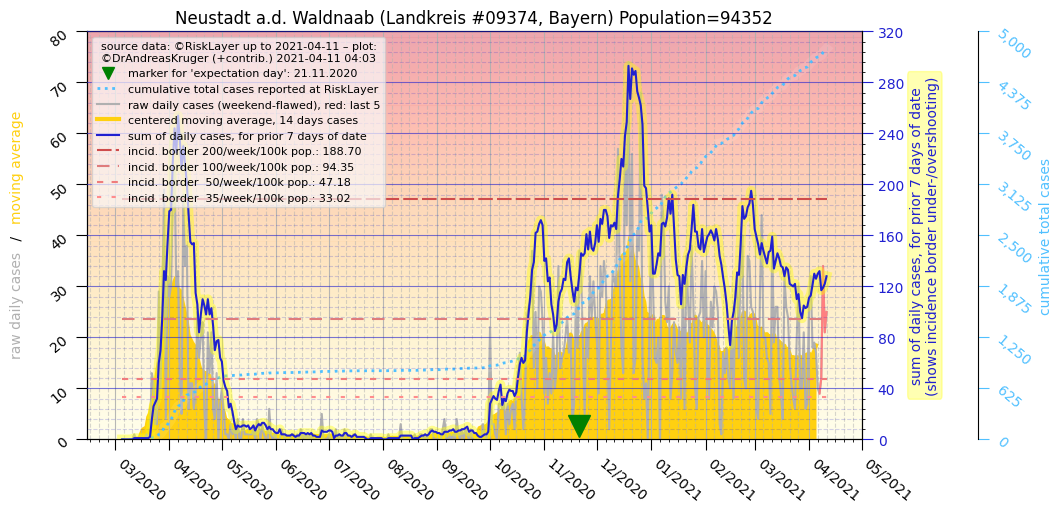 Neustadt a.d. Waldnaab (Landkreis #09374, Bayern) Population=94352
source data: ©RiskLayer up to 2021-04-11 – plot:
©DrAndreasKruger (+contrib.) 2021-04-11 04:03
marker for 'expectation day': 21.11.2020
cumulative total cases reported at RiskLayer
raw daily cases (weekend-flawed), red: last 5
centered moving average, 14 days cases
sum of daily cases, for prior 7 days of date
incid. border 200/week/100k pop.: 188.70
incid. border 100/week/100k pop.: 94.35
incid. border  50/week/100k pop.: 47.18
incid. border  35/week/100k pop.: 33.02
raw daily cases / moving average
80
70
60
50
40
30
20
10
0
03/2020
04/2020
05/2020
06/2020
07/2020
08/2020
09/2020
10/2020
11/2020
12/2020
01/2021
02/2021
03/2021
04/2021
05/2021
320
280
240
200
160
120
80
40
0
sum of daily cases, for prior 7 days of date
(shows incidence border under-/overshooting)
5,000
4,375
3,750
3,125
2,500
1,875
1,250
625
0
cumulative total cases